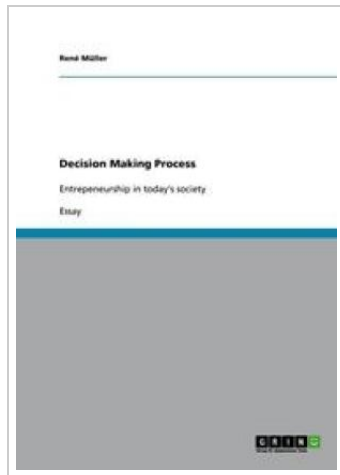 René Müller
Decision Making Process
Entrepeneurship in today's society
Essay
GRIN